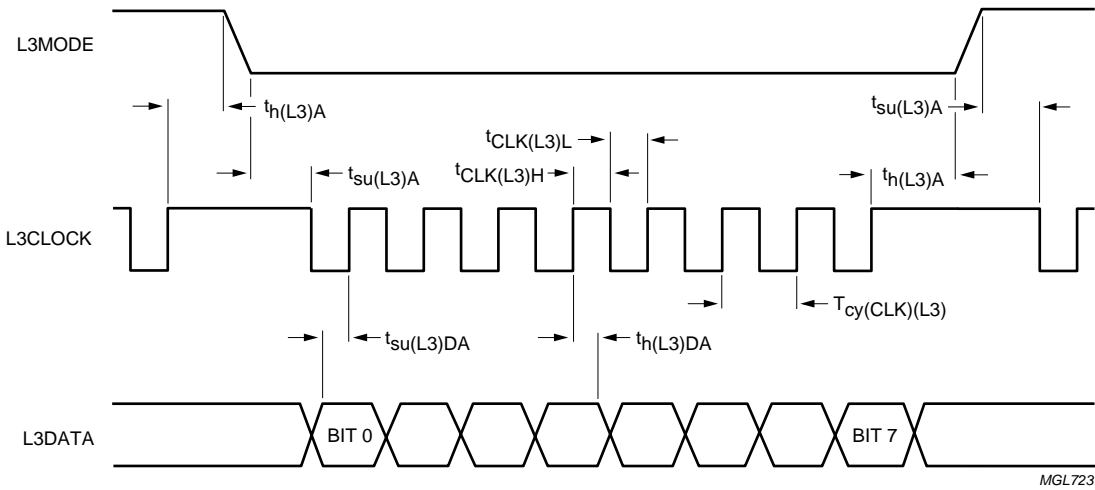 L3MODE
th(L3)A
tsu(L3)A
tCLK(L3)L
tsu(L3)A
tCLK(L3)H
th(L3)A
L3CLOCK
Tcy(CLK)(L3)
tsu(L3)DA
th(L3)DA
L3DATA
BIT 0
BIT 7
MGL723